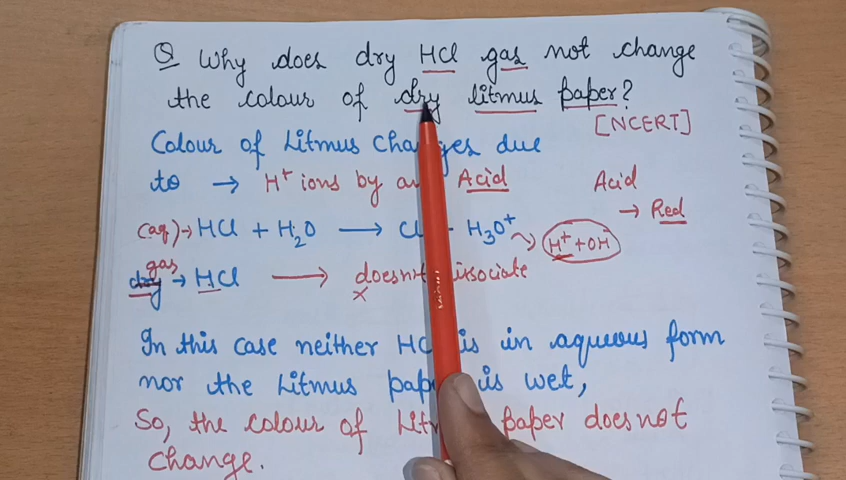 Q Why does dry HCl gas not change
the colour of dry litmus paper?
[NCERT]
Colour of Litmus Changes due
to → H+ ions by an Acid
Acid
→ Red
(aq) → HCl + H2O → Cl H3O+ H+ + OH-
dry gas → HCl → doesn't dissociate
x
In this case neither HCl is in aqueous form
nor the Litmus paper is wet,
So, the colour of Litmus paper does not
change.